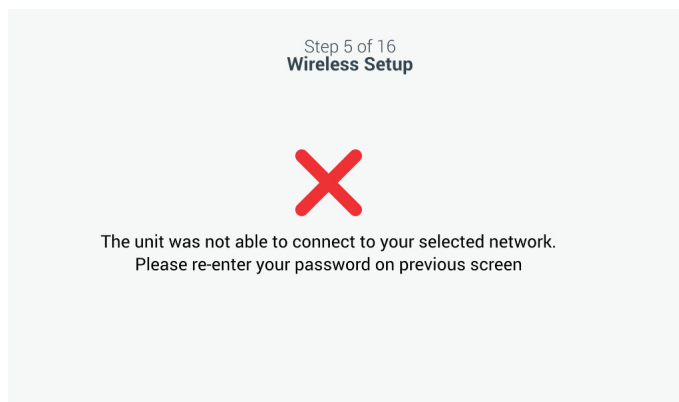 Step 5 of 16
Wireless Setup
The unit was not able to connect to your selected network.
Please re-enter your password on previous screen